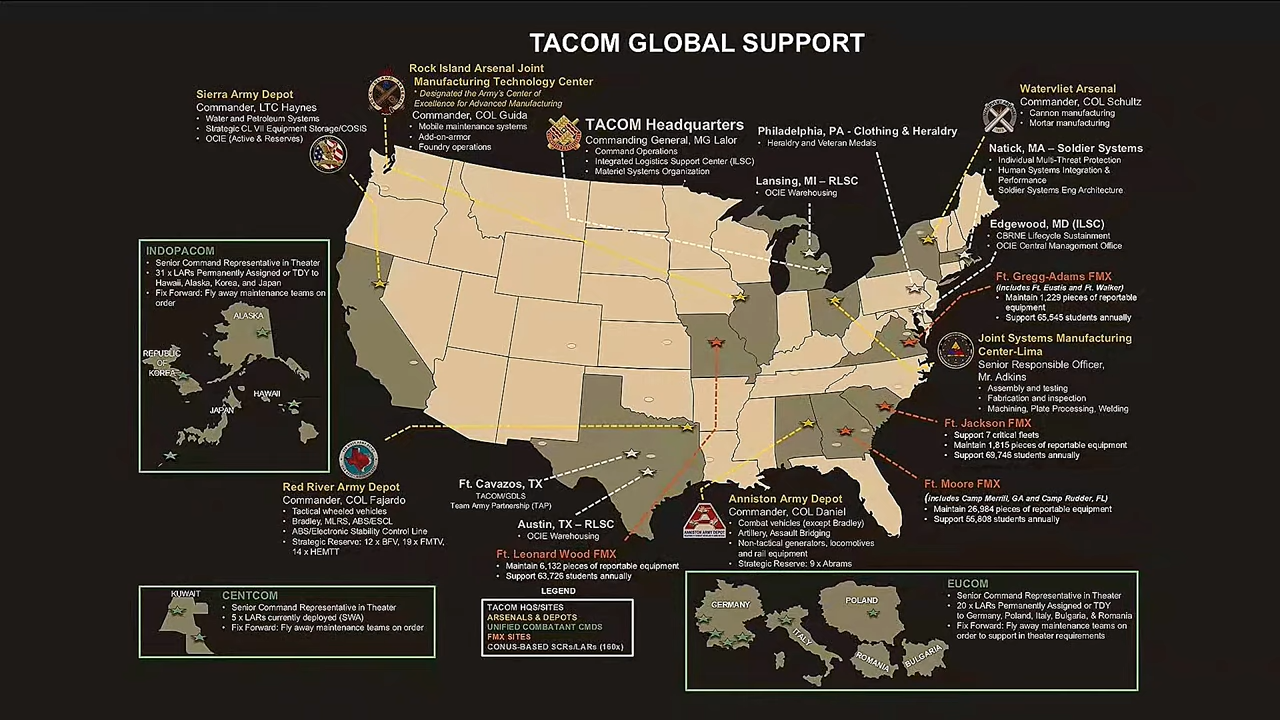 TACOM GLOBAL SUPPORT
Sierra Army Depot
Commander, LTC Haynes
• Water and Petroleum Systems
• Strategic CL VII Equipment Storage/COSIS
• OCIE (Active & Reserves)
Rock Island Arsenal Joint
Manufacturing Technology Center
* Designated the Army's Center of
Excellence for Advanced Manufacturing
Commander, COL Guida
• Mobile maintenance systems
• Add-on-armor
• Foundry operations
TACOM Headquarters
Commanding General, MG Lalor
• Command Operations
• Integrated Logistics Support Center (ILSC)
• Materiel Systems Organization
Philadelphia, PA - Clothing & Heraldry
• Heraldry and Veteran Medals
Lansing, MI – RLSC
• OCIE Warehousing
Watervliet Arsenal
Commander, COL Schultz
• Cannon manufacturing
• Mortar manufacturing
Natick, MA – Soldier Systems
• Individual Multi-Threat Protection
• Human Systems Integration &
Performance
• Soldier Systems Eng Architecture
Edgewood, MD (ILSC)
• CBRNE Lifecycle Sustainment
• OCIE Central Management Office
Ft. Gregg-Adams FMX
(includes Ft. Eustis and Ft. Walker)
• Maintain 1,229 pieces of reportable
equipment
• Support 65,545 students annually
Joint Systems Manufacturing
Center-Lima
Senior Responsible Officer,
Mr. Adkins
• Assembly and testing
• Fabrication and inspection
• Machining, Plate Processing, Welding
Ft. Jackson FMX
• Support 7 critical fleets
• Maintain 1,815 pieces of reportable equipment
• Support 69,746 students annually
Ft. Moore FMX
(includes Camp Merrill, GA and Camp Rudder, FL)
• Maintain 26,984 pieces of reportable equipment
• Support 55,808 students annually
INDOPACOM
• Senior Command Representative in Theater
• 31 x LARs Permanently Assigned or TDY to
Hawaii, Alaska, Korea, and Japan
• Fix Forward: Fly away maintenance teams on
order
ALASKA
REPUBLIC
OF
KOREA
HAWAII
JAPAN
Red River Army Depot
Commander, COL Fajardo
• Tactical wheeled vehicles
• Bradley, MLRS, ABS/ESCL
• ABS/Electronic Stability Control Line
• Strategic Reserve: 12 x BFV, 19 x FMTV,
14 x HEMTT
Ft. Cavazos, TX
TACOM/GDLS
Team Army Partnership (TAP)
Austin, TX – RLSC
• OCIE Warehousing
Ft. Leonard Wood FMX
• Maintain 6,132 pieces of reportable equipment
• Support 63,726 students annually
ANNISTON ARMY DEPOT
Anniston Army Depot
Commander, COL Daniel
• Combat vehicles (except Bradley)
• Artillery, Assault Bridging
• Non-tactical generators, locomotives
and rail equipment
• Strategic Reserve: 9 x Abrams
CENTCOM
• Senior Command Representative in Theater
• 5 x LARs currently deployed (SWA)
• Fix Forward: Fly away maintenance teams on order
KUWAIT
LEGEND
TACOM HQS/SITES
ARSENALS & DEPOTS
UNIFIED COMBATANT CMDS
FMX SITES
CONUS-BASED SCRs/LARs (160x)
GERMANY
POLAND
ITALY
ROMANIA
BULGARIA
EUCOM
• Senior Command Representative in Theater
• 20 x LARs Permanently Assigned or TDY
to Germany, Poland, Italy, Bulgaria, & Romania
• Fix Forward: Fly away maintenance teams on
order to support in theater requirements